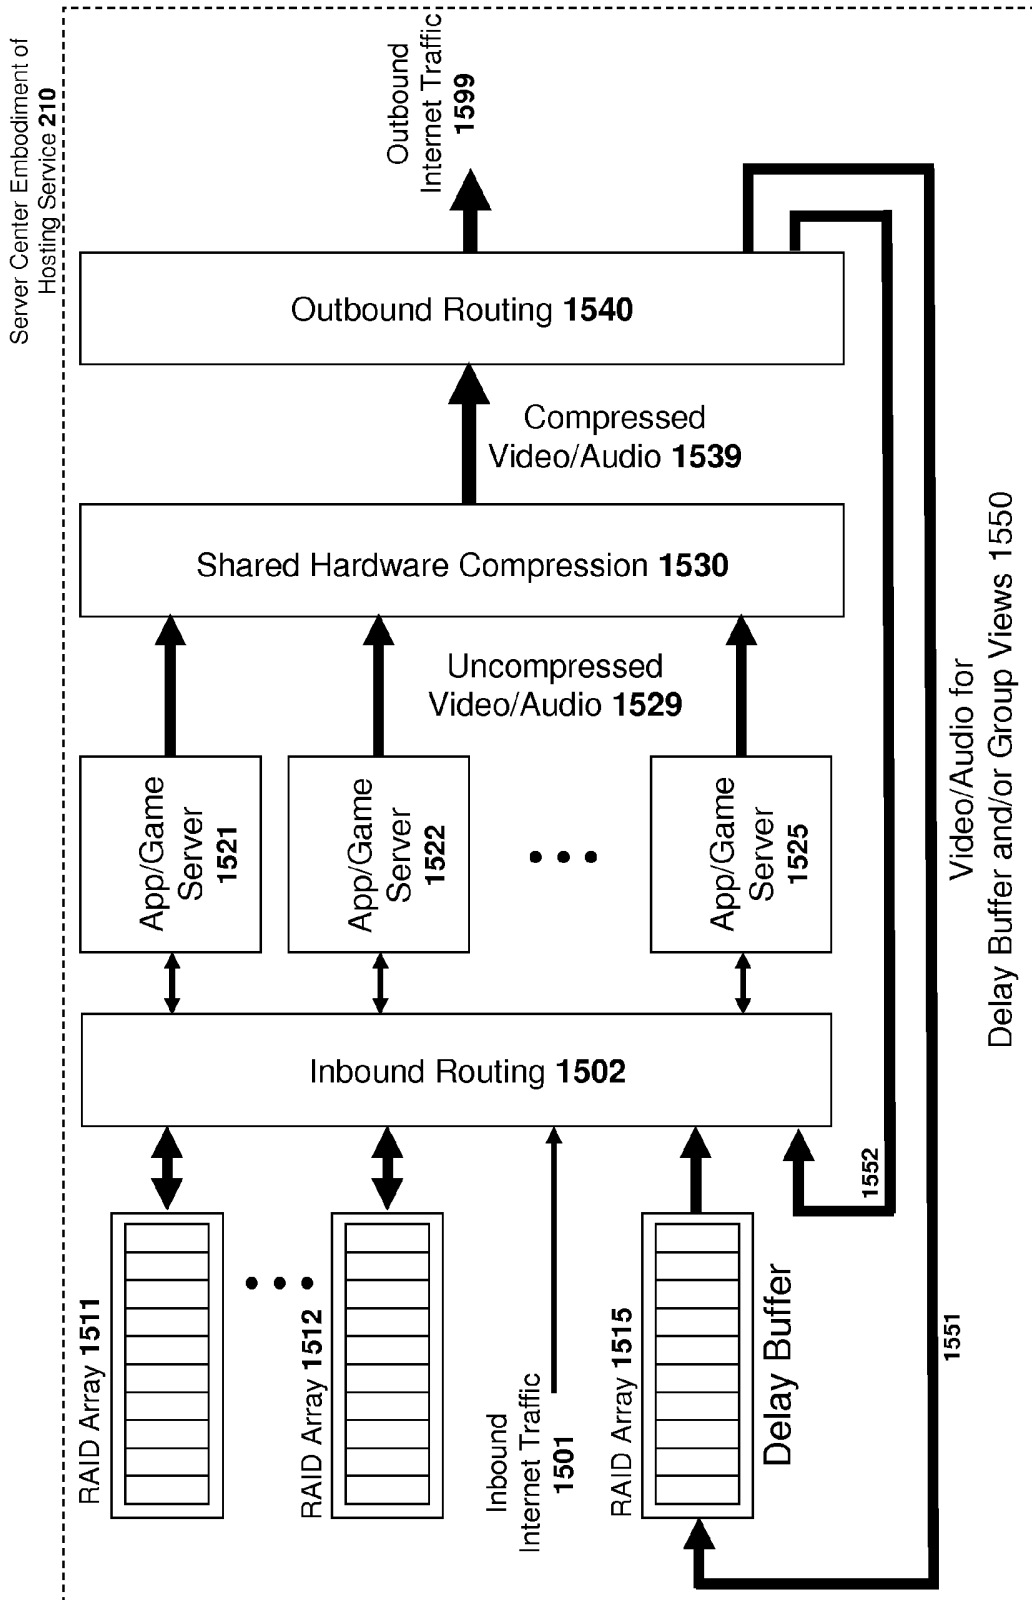 Server Center Embodiment of
Hosting Service 210
Outbound
Internet Traffic
1599
Outbound Routing 1540
Compressed
Video/Audio 1539
Shared Hardware Compression 1530
Uncompressed
Video/Audio 1529
App/Game
Server
1521
App/Game
Server
1522
App/Game
Server
1525
Inbound Routing 1502
RAID Array 1511
RAID Array 1512
Inbound
Internet Traffic
1501
RAID Array 1515
Delay Buffer
1552
1551
Video/Audio for
Delay Buffer and/or Group Views 1550